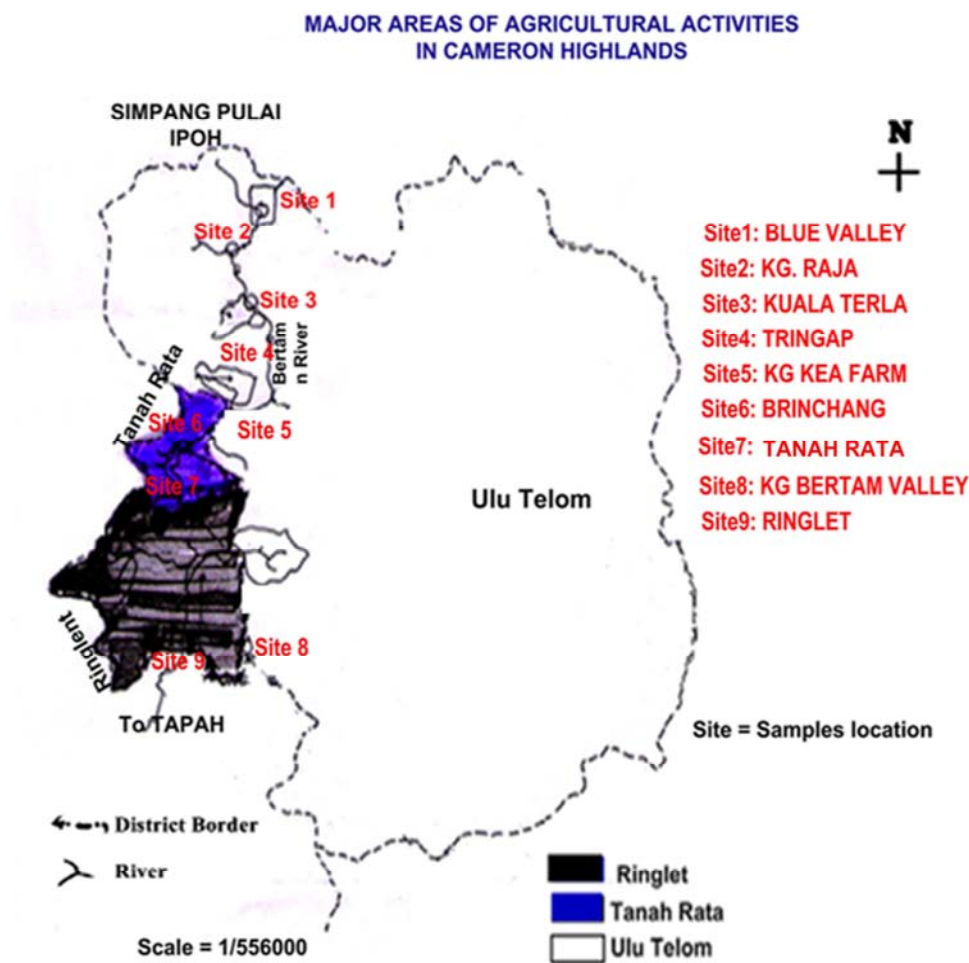 MAJOR AREAS OF AGRICULTURAL ACTIVITIES
IN CAMERON HIGHLANDS
SIMPANG PULAI
IPOH
N
Site 1
Site 2
Site 3
Site 4
Bertam
n River
Tanah Rata
Site 6
Site 5
Site 7
Ulu Telom
Ringlent
Site 8
Site 9
To TAPAH
Site1: BLUE VALLEY
Site2: KG. RAJA
Site3: KUALA TERLA
Site4: TRINGAP
Site5: KG KEA FARM
Site6: BRINCHANG
Site7: TANAH RATA
Site8: KG BERTAM VALLEY
Site9: RINGLET
Site = Samples location
District Border
River
Scale = 1/556000
Ringlet
Tanah Rata
Ulu Telom